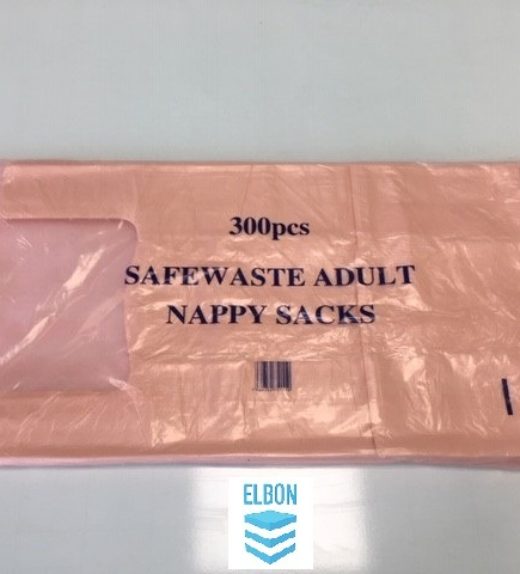 300pcs
SAFEWASTE ADULT
NAPPY SACKS
ELBON